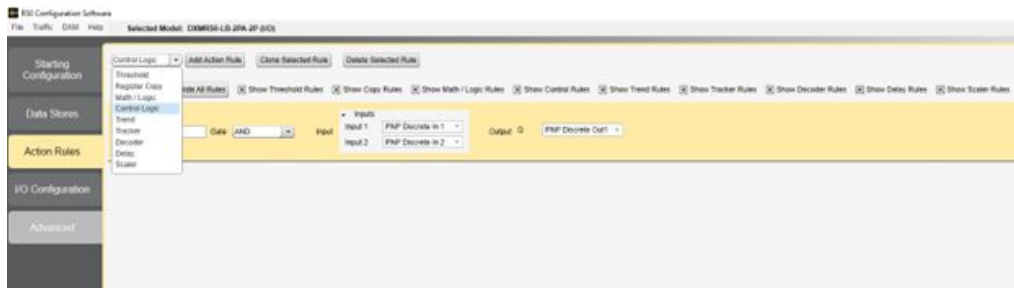 R50 Configuration Software
File Traffic DXM Help Selected Model: DXMR50-LB-2PA-2P (I/O)
Starting Configuration
Control Logic Add Action Rule Clone Selected Rule Delete Selected Rule
Threshold
Register Copy
Hide All Rules Show Threshold Rules Show Copy Rules Show Math / Logic Rules Show Control Rules Show Trend Rules Show Tracker Rules Show Decoder Rules Show Delay Rules Show Scaler Rules
Math / Logic
Control Logic
Data Stores
Inputs
Trend
Tracker
Gate AND Input Input 1 PNP Discrete In 1 Output Q PNP Discrete Out1
Decoder
Input 2 PNP Discrete In 2
Delay
Scaler
Action Rules
I/O Configuration
Advanced